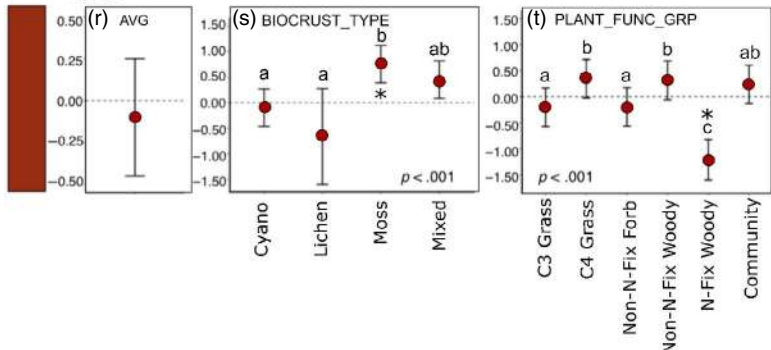 (r) AVG
0.50
0.25
0.00
−0.25
−0.50
(s) BIOCRUST_TYPE
1.50
1.00
0.50
0.00
−0.50
−1.00
−1.50
a
a
b
*
ab
p < .001
Cyano
Lichen
Moss
Mixed
(t) PLANT_FUNC_GRP
1.50
1.00
0.50
0.00
−0.50
−1.00
−1.50
a
b
a
b
*
c
ab
p < .001
C3 Grass
C4 Grass
Non-N-Fix Forb
Non-N-Fix Woody
N-Fix Woody
Community